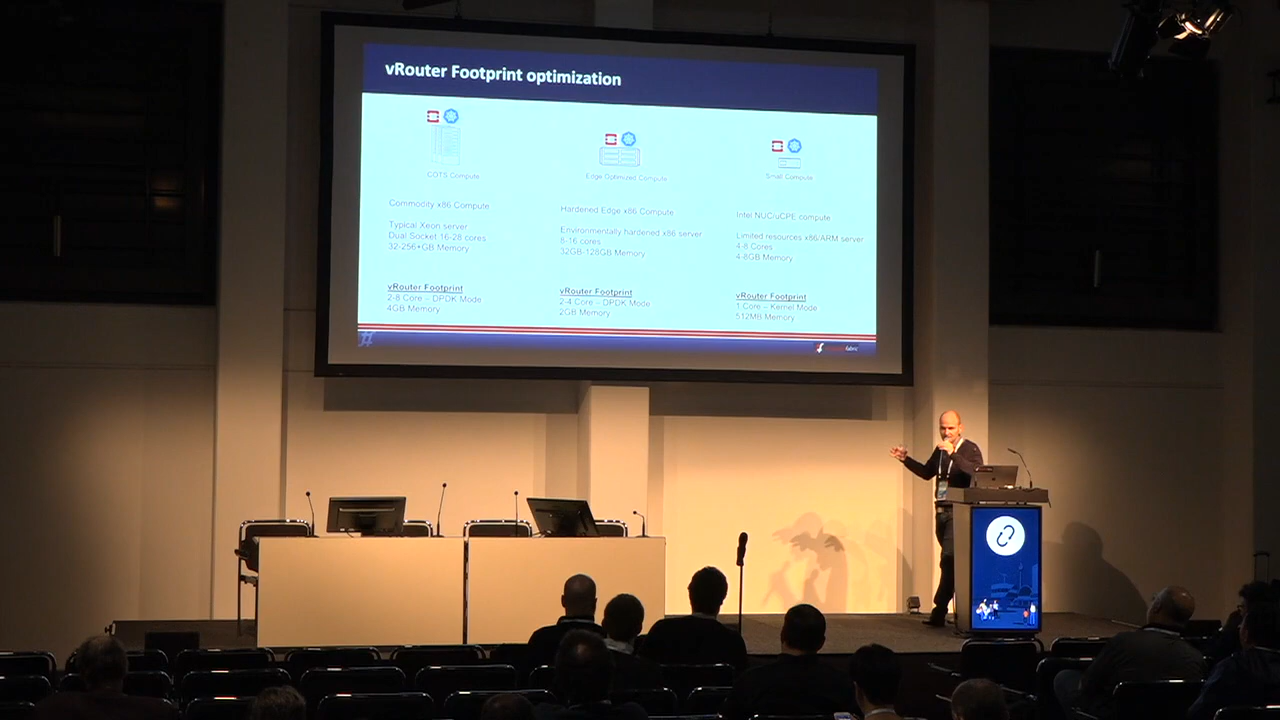 vRouter Footprint optimization
COTS Compute
Commodity x86 Compute
Typical Xeon server
Dual Socket 16-28 cores
32-256+GB Memory
vRouter Footprint
2-8 Core – DPDK Mode
4GB Memory
Edge Optimized Compute
Hardened Edge x86 Compute
Environmentally hardened x86 server
8-16 cores
32GB-128GB Memory
vRouter Footprint
2-4 Core – DPDK Mode
2GB Memory
Small Compute
Intel NUC/uCPE compute
Limited resources x86/ARM server
4-8 Cores
4-8GB Memory
vRouter Footprint
1 Core – Kernel Mode
512MB Memory
fabric